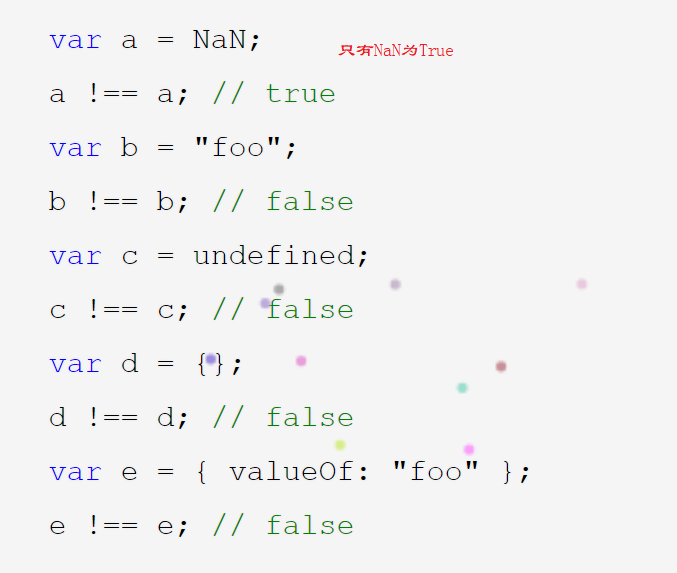 var a = NaN;
只有NaN为True
a !== a; // true
var b = "foo";
b !== b; // false
var c = undefined;
c !== c; // false
var d = {};
d !== d; // false
var e = { valueOf: "foo" };
e !== e; // false